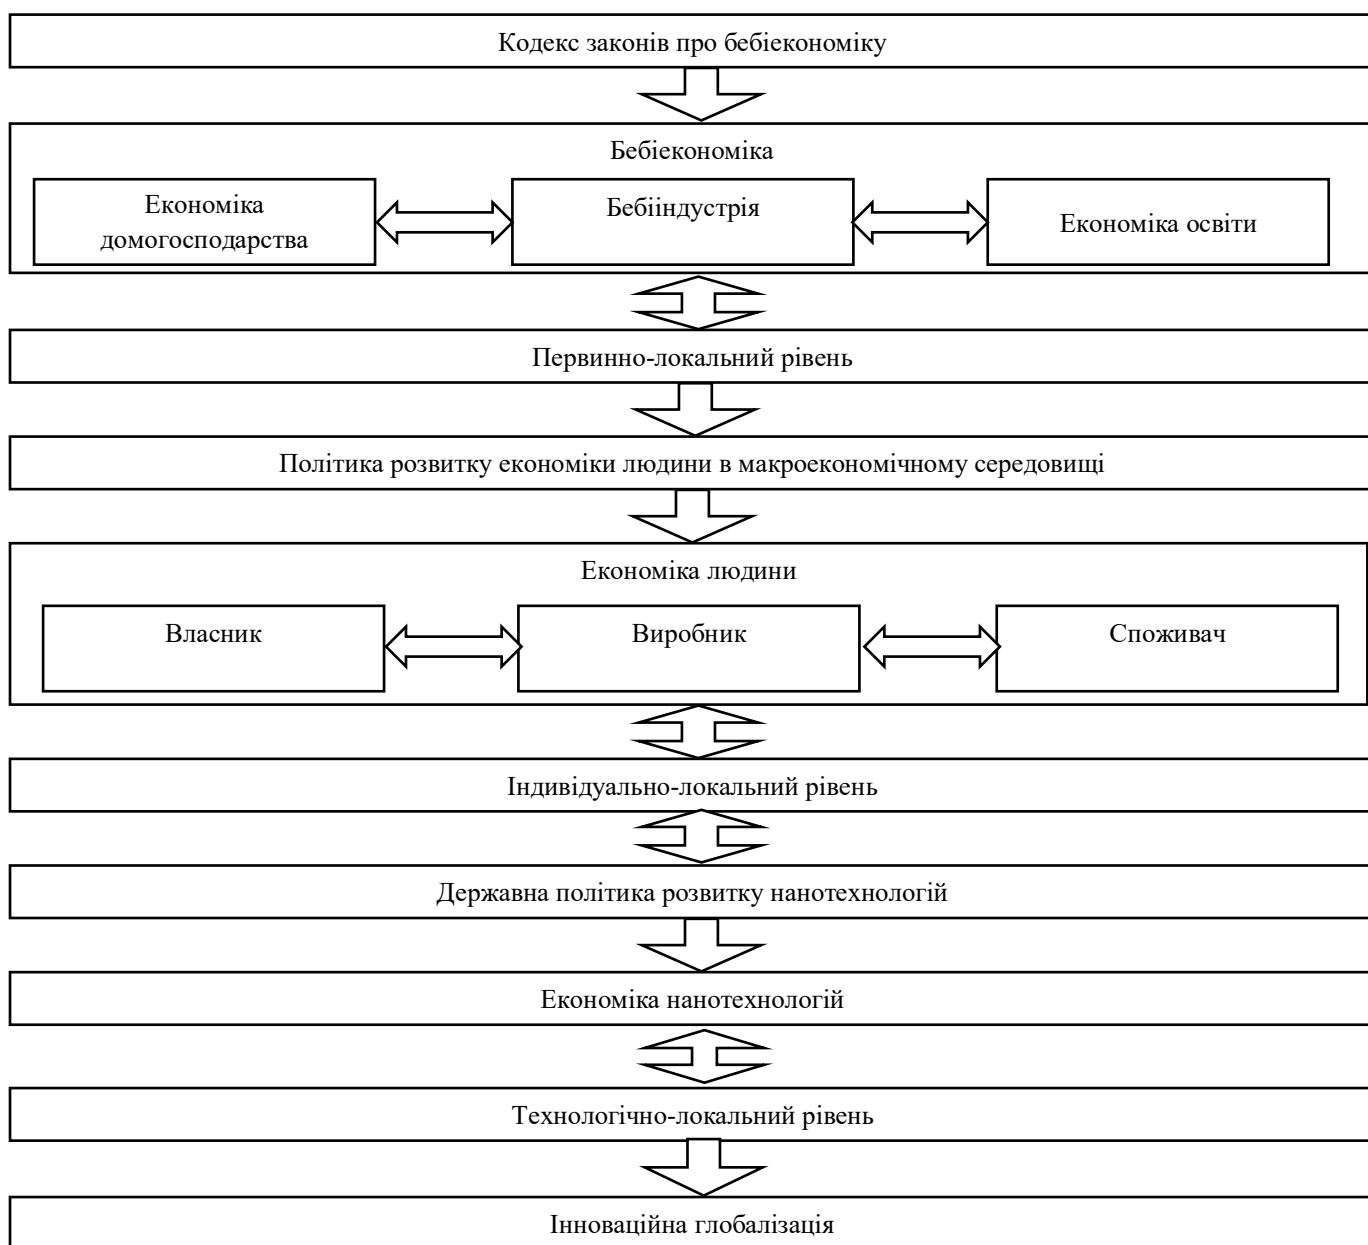 Кодекс законів про бебіекономіку
Бебіекономіка
Економіка
домогосподарства
Бебііндустрія
Економіка освіти
Первинно-локальний рівень
Політика розвитку економіки людини в макроекономічному середовищі
Економіка людини
Власник
Виробник
Споживач
Індивідуально-локальний рівень
Державна політика розвитку нанотехнологій
Економіка нанотехнологій
Технологічно-локальний рівень
Інноваційна глобалізація